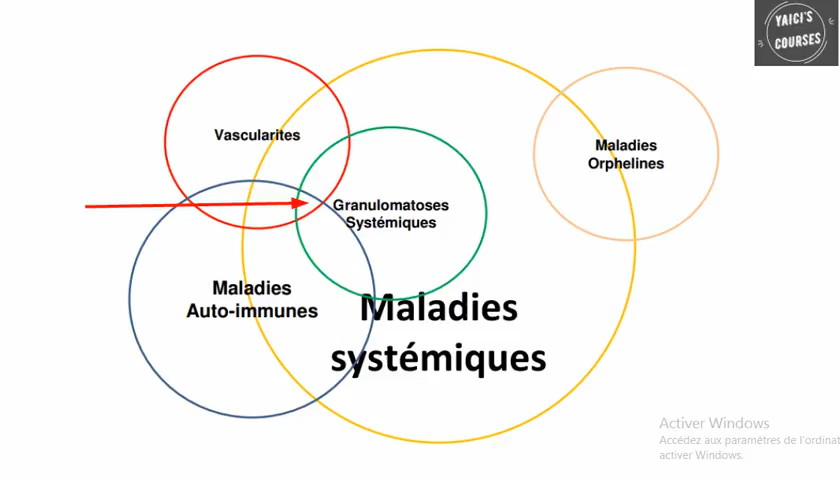 YAICI'S
COURSES
Vascularites
Maladies
Orphelines
Granulomatoses
Systémiques
Maladies
Auto-immunes
Maladies
systémiques
Activer Windows
Accédez aux paramètres de l'ordinat
activer Windows.